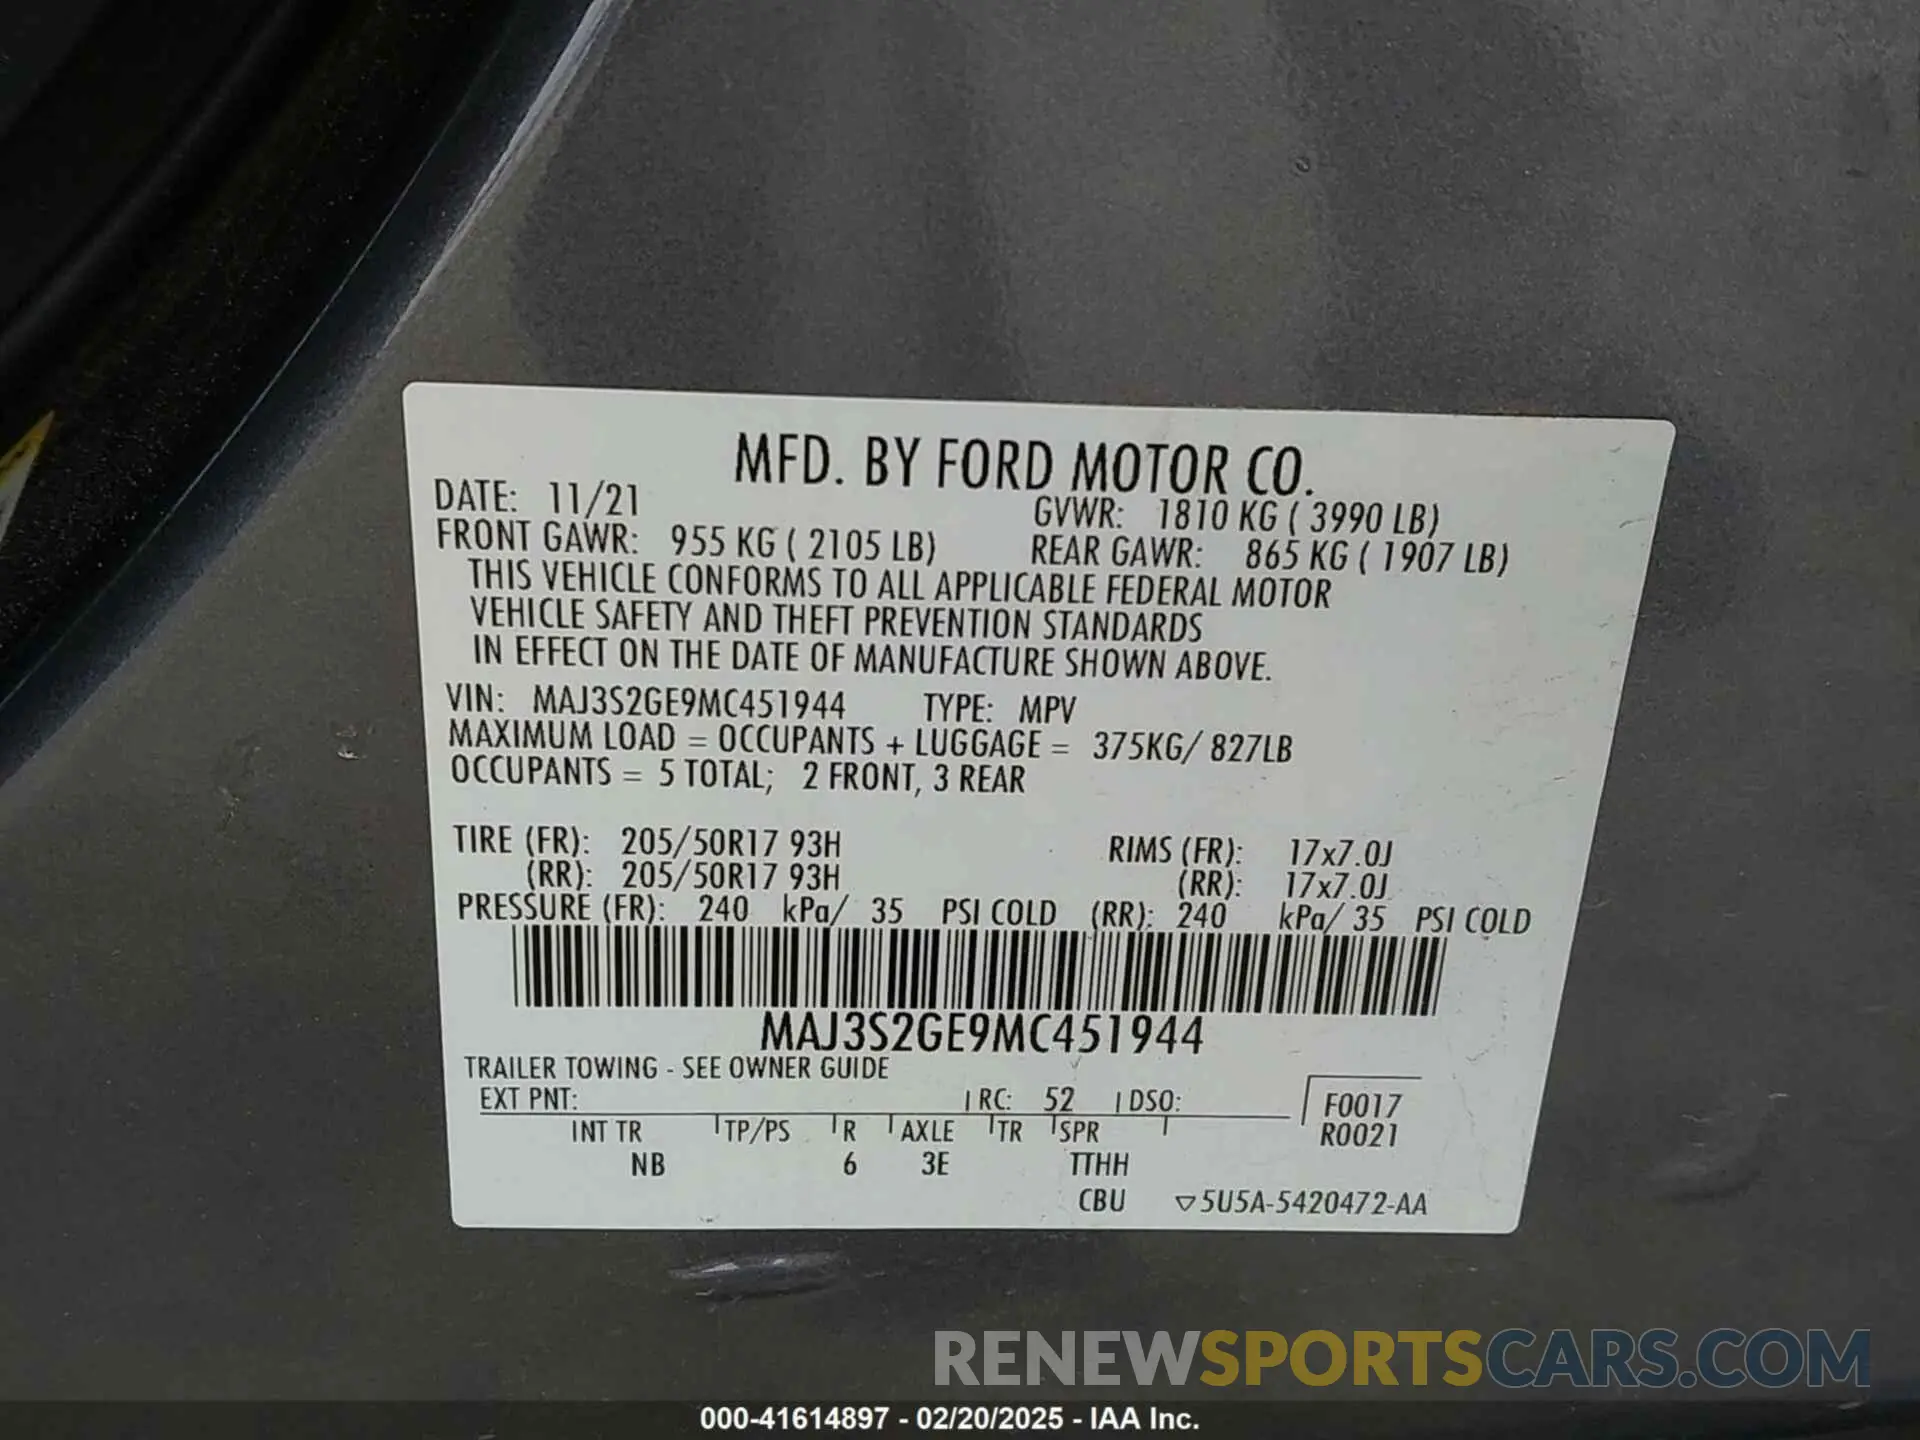 MFD. BY FORD MOTOR CO.
DATE: 11/21 GVWR: 1810 KG ( 3990 LB)
FRONT GAWR: 955 KG ( 2105 LB) REAR GAWR: 865 KG ( 1907 LB)
THIS VEHICLE CONFORMS TO ALL APPLICABLE FEDERAL MOTOR
VEHICLE SAFETY AND THEFT PREVENTION STANDARDS
IN EFFECT ON THE DATE OF MANUFACTURE SHOWN ABOVE.
VIN: MAJ3S2GE9MC451944 TYPE: MPV
MAXIMUM LOAD = OCCUPANTS + LUGGAGE = 375KG/ 827LB
OCCUPANTS = 5 TOTAL; 2 FRONT, 3 REAR
TIRE (FR): 205/50R17 93H RIMS (FR): 17x7.0J
(RR): 205/50R17 93H (RR): 17x7.0J
PRESSURE (FR): 240 kPa/ 35 PSI COLD (RR): 240 kPa/ 35 PSI COLD
MAJ3S2GE9MC451944
TRAILER TOWING - SEE OWNER GUIDE
EXT PNT: RC: 52 DSO: F0017
INT TR TP/PS R AXLE TR SPR R0021
NB 6 3E TTHH
CBU ▽5U5A-5420472-AA
RENEWSPORTSCARS.COM
000-41614897 - 02/20/2025 - IAA Inc.